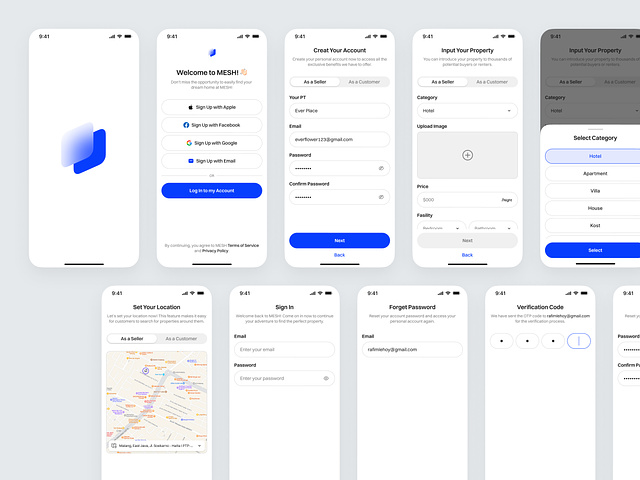 9:41
9:41
Welcome to MESH! 👋🏻
Don't miss the opportunity to easily find your
dream home at MESH!
Sign Up with Apple
Sign Up with Facebook
Sign Up with Google
Sign Up with Email
OR
Log In to my Account
By continuing, you agree to MESH Terms of Service
and Privacy Policy.
9:41
Creat Your Account
Create your personal account now to access all the
exclusive benefits we have to offer.
As a Seller
As a Customer
Your PT
Ever Place
Email
everflower123@gmail.com
Password
••••••••
Confirm Password
••••••••
Next
Back
9:41
Input Your Property
You can introduce your property to thousands of
potential buyers or renters.
As a Seller
As a Customer
Category
Hotel
Upload Image
Price
$000
/Night
Fasility
Bedroom
Bathroom
Next
Back
9:41
Input Your Property
You can introduce your property to thousands of
potential buyers or renters.
As a Seller
As a Customer
Category
Hotel
Select Category
Hotel
Apartment
Villa
House
Kost
Select
9:41
Set Your Location
Let's set your location now! This feature makes it easy
for customers to search for properties around them.
As a Seller
As a Customer
9:41
Sign In
Welcome back to MESH! Come on in now to continue
your adventure to find the perfect property.
Email
Enter your email
Password
Enter your password
9:41
Forget Password
Reset your account password and access your
personal account again.
Email
rafimiehoy@gmail.com
9:41
Verification Code
We have sent the OTP code to rafimiehoy@gmail.com
for the verification process.
9:41
Reset yo
Password
••••••••
Confirm Pa
••••••••